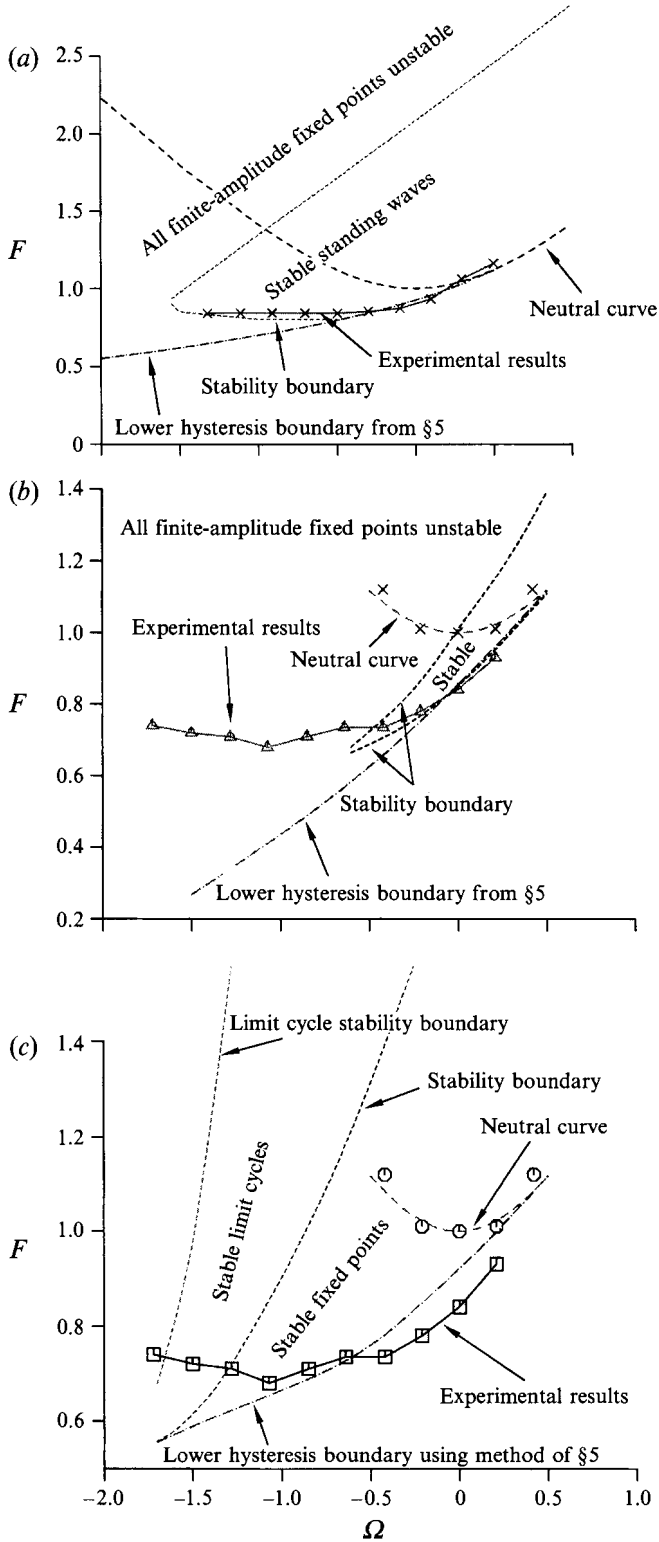 (a)
2.5
2.0
1.5
1.0
0.5
0
F
All finite-amplitude fixed points unstable
Stable standing waves
Neutral curve
Experimental results
Stability boundary
Lower hysteresis boundary from §5
(b)
1.4
1.2
1.0
0.8
0.6
0.4
0.2
F
All finite-amplitude fixed points unstable
Experimental results
Neutral curve
Stable
Stability boundary
Lower hysteresis boundary from §5
(c)
1.4
1.2
1.0
0.8
0.6
F
Limit cycle stability boundary
Stability boundary
Neutral curve
Stable limit cycles
Stable fixed points
Experimental results
Lower hysteresis boundary using method of §5
−2.0 −1.5 −1.0 −0.5 0 0.5 1.0
Ω